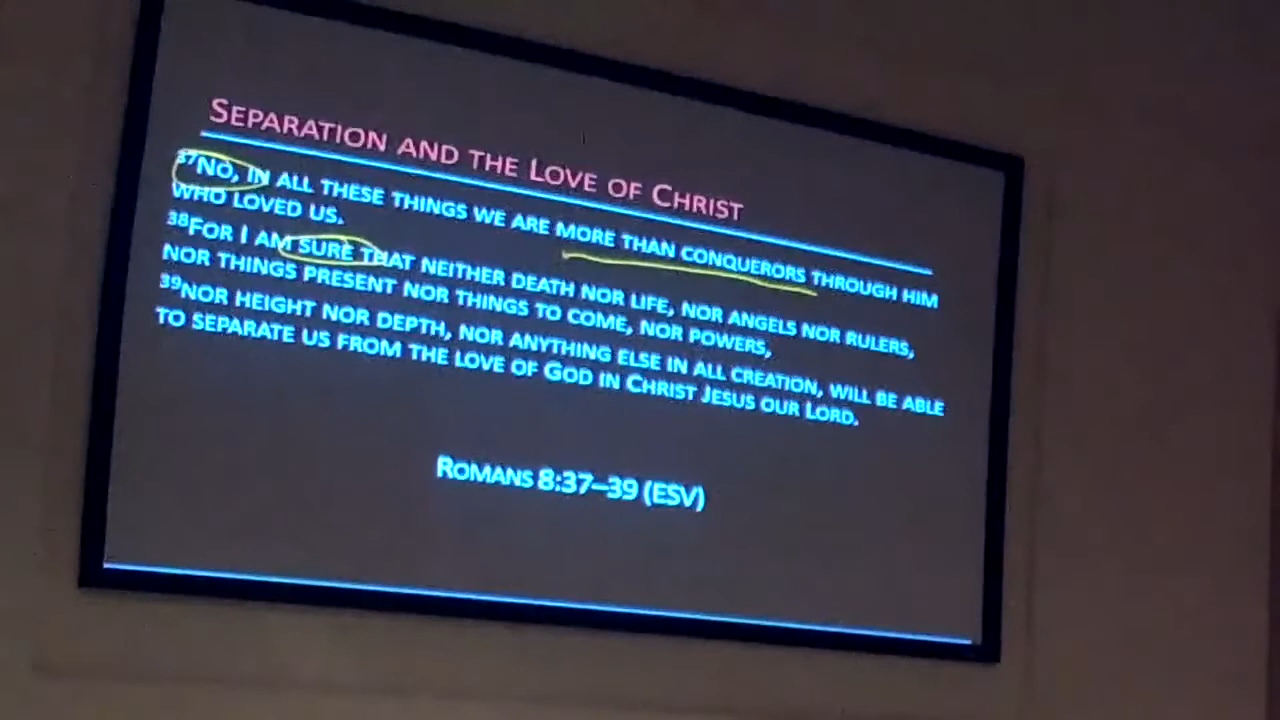 SEPARATION AND THE LOVE OF CHRIST
37NO, IN ALL THESE THINGS WE ARE MORE THAN CONQUERORS THROUGH HIM
WHO LOVED US.
38FOR I AM SURE THAT NEITHER DEATH NOR LIFE, NOR ANGELS NOR RULERS,
NOR THINGS PRESENT NOR THINGS TO COME, NOR POWERS,
39NOR HEIGHT NOR DEPTH, NOR ANYTHING ELSE IN ALL CREATION, WILL BE ABLE
TO SEPARATE US FROM THE LOVE OF GOD IN CHRIST JESUS OUR LORD.
ROMANS 8:37–39 (ESV)